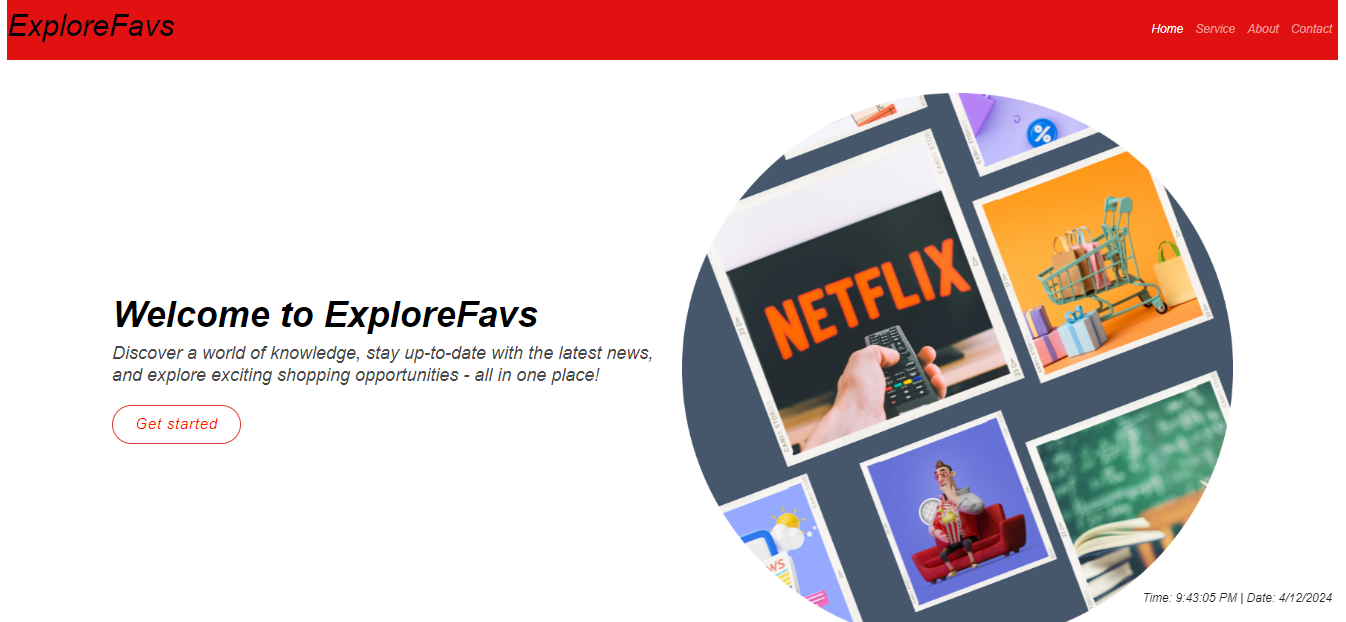 ExploreFavs
Home Service About Contact
%
NETFLIX
Welcome to ExploreFavs
Discover a world of knowledge, stay up-to-date with the latest news,
and explore exciting shopping opportunities - all in one place!
Get started
Time: 9:43:05 PM | Date: 4/12/2024